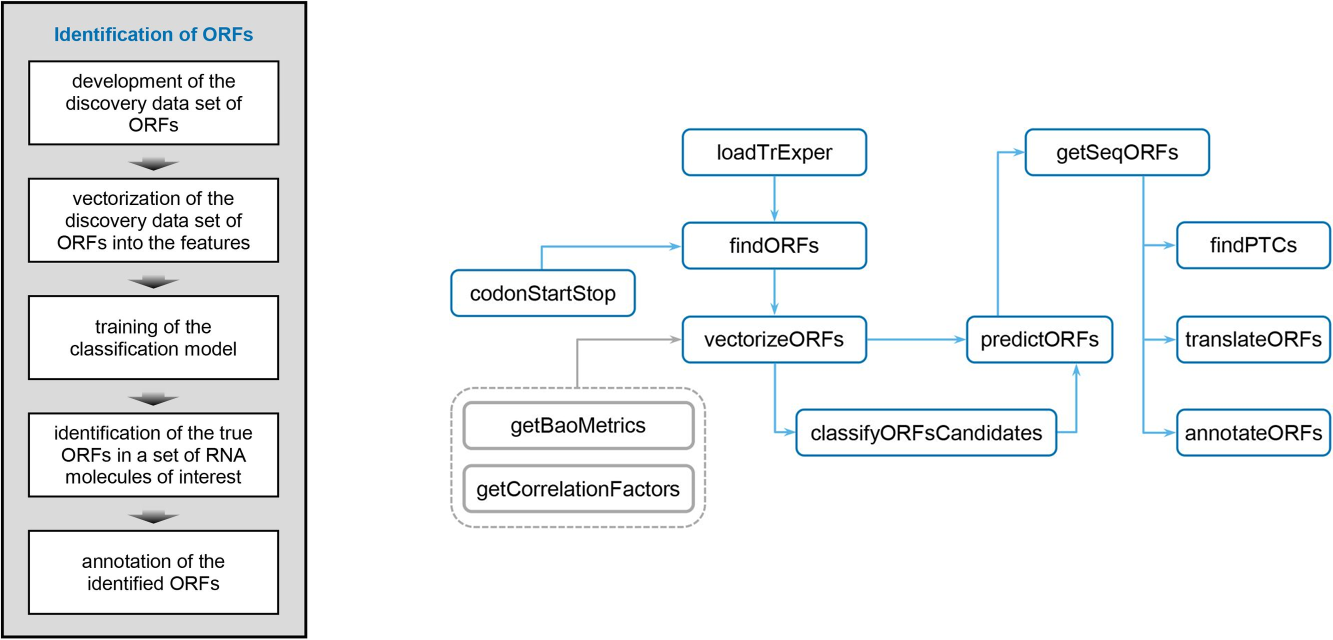 Identification of ORFs
development of the
discovery data set of
ORFs
vectorization of the
discovery data set of
ORFs into the features
training of the
classification model
identification of the true
ORFs in a set of RNA
molecules of interest
annotation of the
identified ORFs
loadTrExper
getSeqORFs
findORFs
findPTCs
codonStartStop
vectorizeORFs
predictORFs
translateORFs
getBaoMetrics
classifyORFsCandidates
annotateORFs
getCorrelationFactors